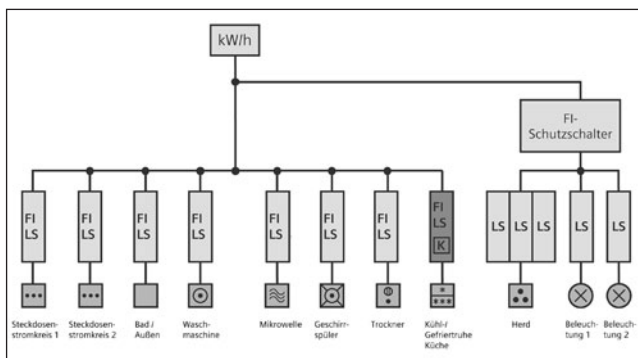 kW/h
FI-
Schutzschalter
FI
LS
FI
LS
FI
LS
FI
LS
FI
LS
FI
LS
FI
LS
FI
LS
K
LS
LS
LS
LS
LS
Steckdosen-
stromkreis 1
Steckdosen-
stromkreis 2
Bad /
Außen
Wasch-
maschine
Mikrowelle
Geschirr-
spüler
Trockner
Kühl-/
Gefriertruhe
Küche
Herd
Beleuch-
tung 1
Beleuch-
tung 2